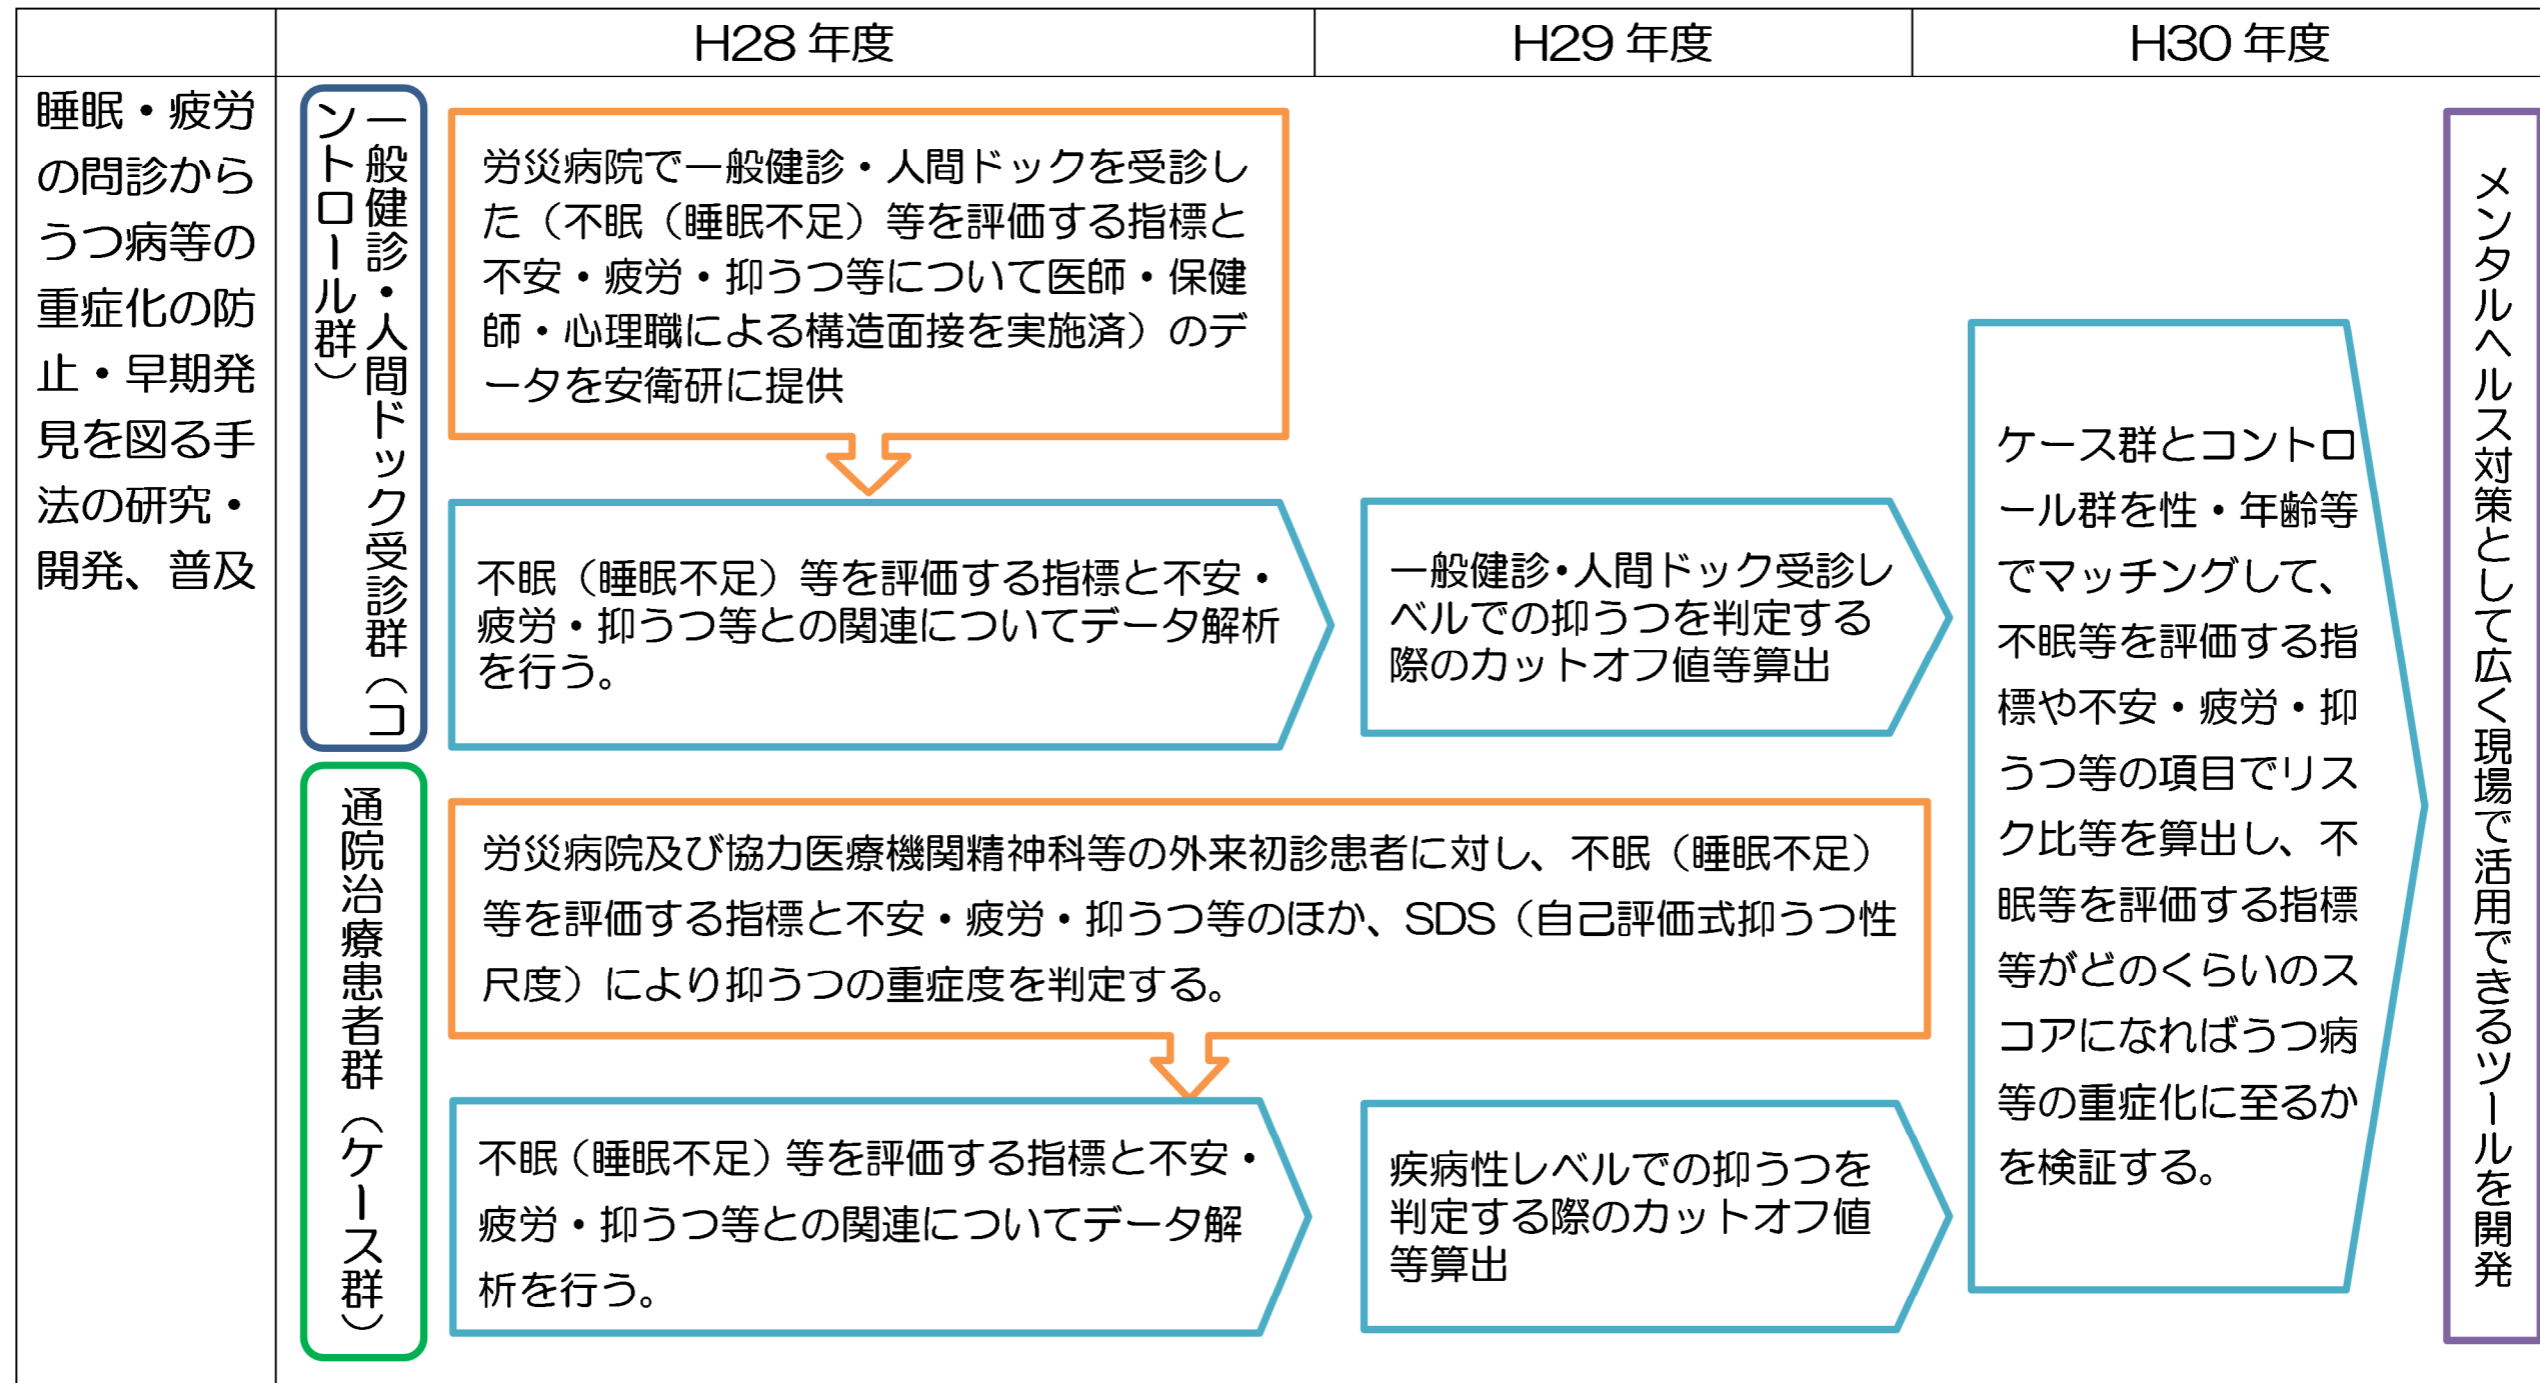 H28 年度
H29 年度
H30 年度
睡眠・疲労
の問診から
うつ病等の
重症化の防
止・早期発
見を図る手
法の研究・
開発、普及
一般健診・人間ドック受診群（コ
ントロール群）
労災病院で一般健診・人間ドックを受診し
た（不眠（睡眠不足）等を評価する指標と
不安・疲労・抑うつ等について医師・保健
師・心理職による構造面接を実施済）のデ
ータを安衛研に提供
不眠（睡眠不足）等を評価する指標と不安・
疲労・抑うつ等との関連についてデータ解析
を行う。
一般健診・人間ドック受診レ
ベルでの抑うつを判定する
際のカットオフ値等算出
通院治療患者群（ケース群）
労災病院及び協力医療機関精神科等の外来初診患者に対し、不眠（睡眠不足）
等を評価する指標と不安・疲労・抑うつ等のほか、SDS（自己評価式抑うつ性
尺度）により抑うつの重症度を判定する。
不眠（睡眠不足）等を評価する指標と不安・
疲労・抑うつ等との関連についてデータ解
析を行う。
疾病性レベルでの抑うつを
判定する際のカットオフ値
等算出
ケース群とコントロ
ール群を性・年齢等
でマッチングして、
不眠等を評価する指
標や不安・疲労・抑
うつ等の項目でリス
ク比等を算出し、不
眠等を評価する指標
等がどのくらいのス
コアになればうつ病
等の重症化に至るか
を検証する。
メンタルヘルス対策として広く現場で活用できるツールを開発